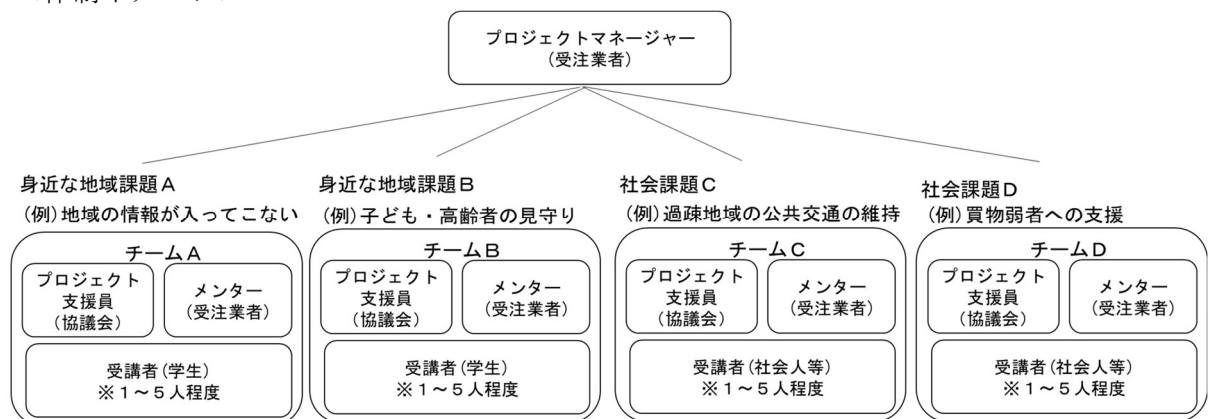 プロジェクトマネージャー
(受注業者)
身近な地域課題A
(例)地域の情報が入ってこない
チームA
プロジェクト
支援員
(協議会)
メンター
(受注業者)
受講者(学生)
※1~5人程度
身近な地域課題B
(例)子ども・高齢者の見守り
チームB
プロジェクト
支援員
(協議会)
メンター
(受注業者)
受講者(学生)
※1~5人程度
社会課題C
(例)過疎地域の公共交通の維持
チームC
プロジェクト
支援員
(協議会)
メンター
(受注業者)
受講者(社会人等)
※1~5人程度
社会課題D
(例)買物弱者への支援
チームD
プロジェクト
支援員
(協議会)
メンター
(受注業者)
受講者(社会人等)
※1~5人程度